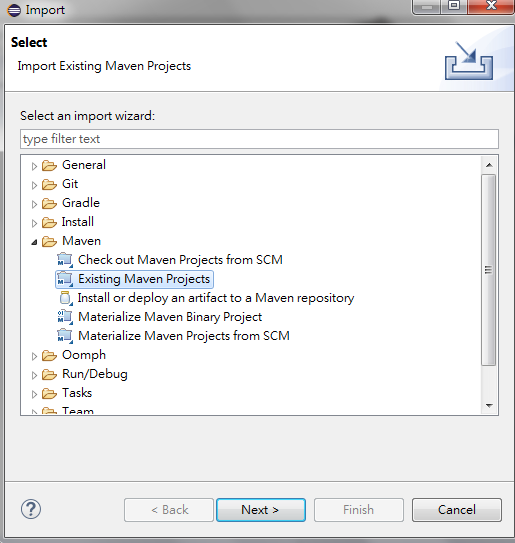 Import
Select
Import Existing Maven Projects
Select an import wizard:
type filter text
General
Git
Gradle
Install
Maven
Check out Maven Projects from SCM
Existing Maven Projects
Install or deploy an artifact to a Maven repository
Materialize Maven Binary Project
Materialize Maven Projects from SCM
Oomph
Run/Debug
Tasks
Team
< Back
Next >
Finish
Cancel